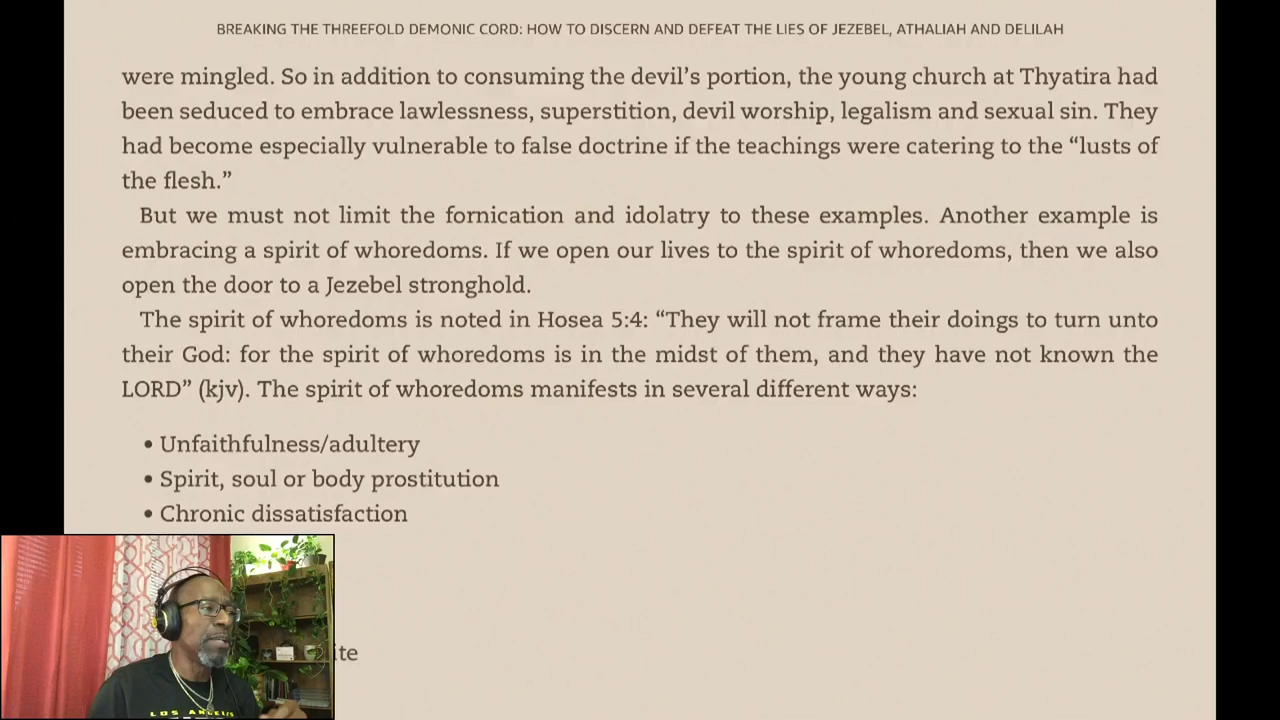 BREAKING THE THREEFOLD DEMONIC CORD: HOW TO DISCERN AND DEFEAT THE LIES OF JEZEBEL, ATHALIAH AND DELILAH
were mingled. So in addition to consuming the devil’s portion, the young church at Thyatira had
been seduced to embrace lawlessness, superstition, devil worship, legalism and sexual sin. They
had become especially vulnerable to false doctrine if the teachings were catering to the “lusts of
the flesh.”
But we must not limit the fornication and idolatry to these examples. Another example is
embracing a spirit of whoredoms. If we open our lives to the spirit of whoredoms, then we also
open the door to a Jezebel stronghold.
The spirit of whoredoms is noted in Hosea 5:4: “They will not frame their doings to turn unto
their God: for the spirit of whoredoms is in the midst of them, and they have not known the
LORD” (kjv). The spirit of whoredoms manifests in several different ways:
• Unfaithfulness/adultery
• Spirit, soul or body prostitution
• Chronic dissatisfaction
ite
LOS ANGELES